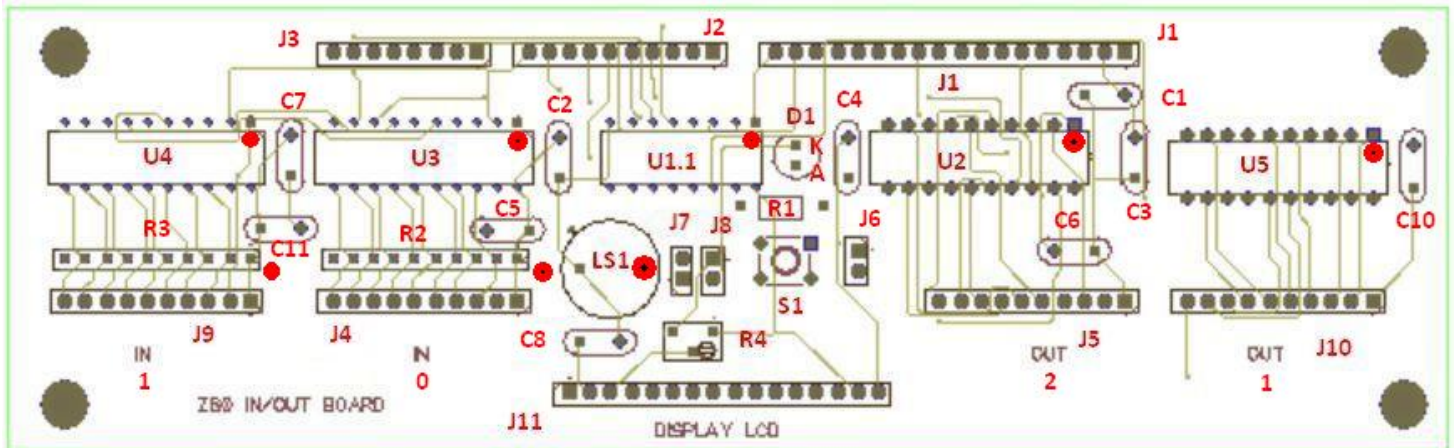 J3
J2
J1
C7
C2
D1
C4
J1
C1
U4
U3
U1.1
K
A
U2
U5
R3
C11
R2
C5
J7
J8
R1
J6
C6
C3
C10
LS1
S1
J9
J4
C8
R4
J5
J10
IN
1
IN
0
OUT
2
OUT
1
Z80 IN/OUT BOARD
J11
DISPLAY LCD